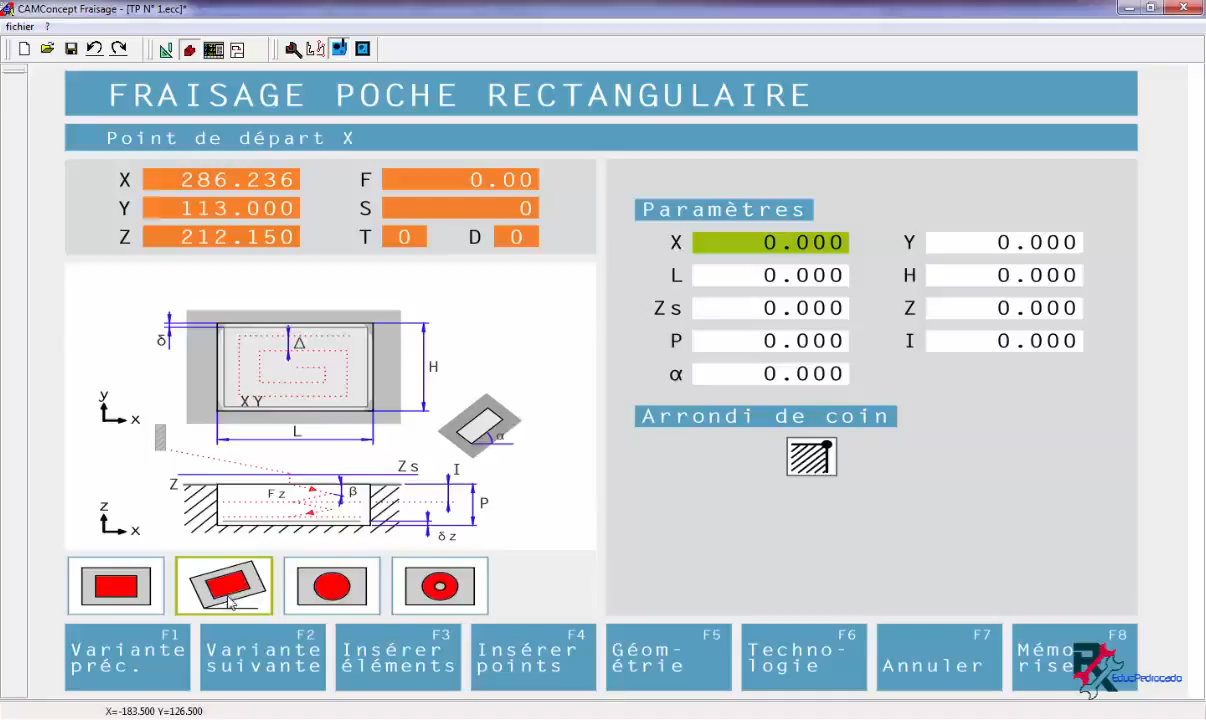 CAMConcept Fraisage - [TP N° 1.ecc]*
fichier ?
FRAISAGE POCHE RECTANGULAIRE
Point de départ X
X 286.236 F 0.00
Y 113.000 S 0
Z 212.150 T 0 D 0
Paramètres
X 0.000 Y 0.000
L 0.000 H 0.000
Zs 0.000 Z 0.000
P 0.000 I 0.000
α 0.000
Arrondi de coin
δ
△
H
y
x
X Y
L
α
Zs
I
Z
Fz
β
P
z
x
δz
F1
Variante
préc.
F2
Variante
suivante
F3
Insérer
éléments
F4
Insérer
points
F5
Géom-
étrie
F6
Techno-
logie
F7
Annuler
F8
EducPedrocado
X=-183.500 Y=126.500